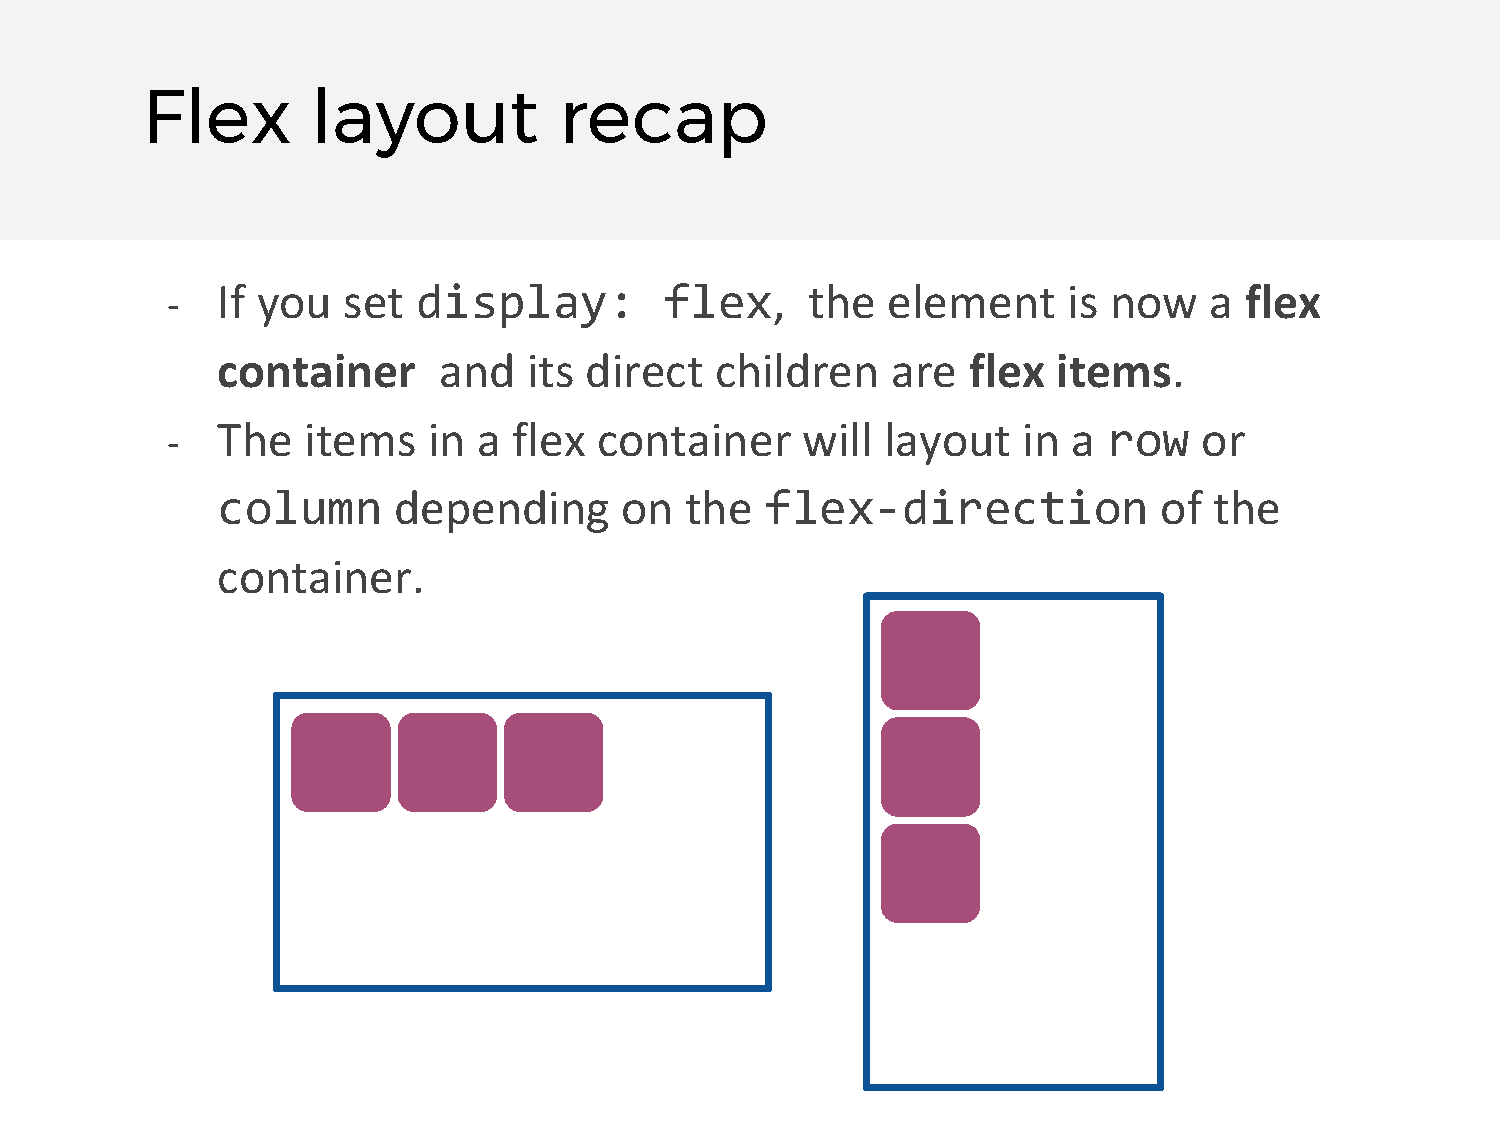 Flex layout recap
- If you set display: flex, the element is now a flex
container and its direct children are flex items.
- The items in a flex container will layout in a row or
column depending on the flex-direction of the
container.